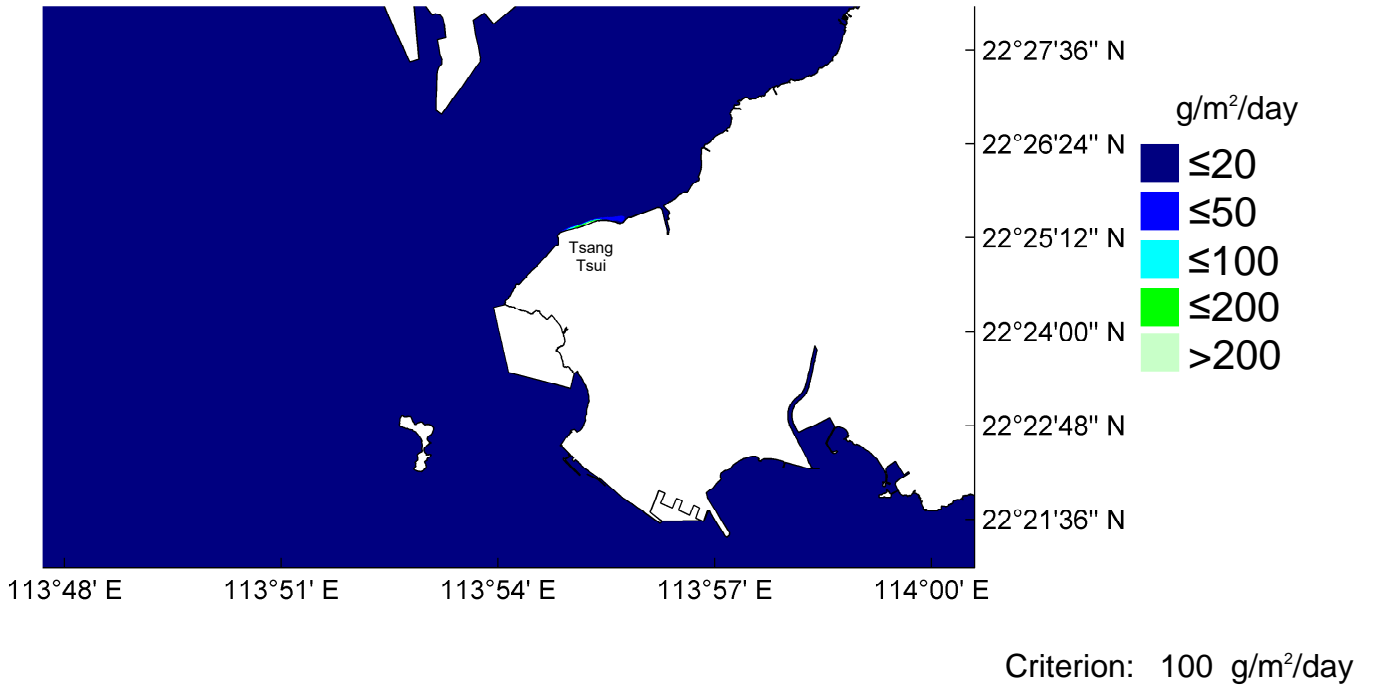 22°27'36" N
g/m²/day
22°26'24" N
≤20
≤50
22°25'12" N
Tsang
Tsui
≤100
≤200
22°24'00" N
>200
22°22'48" N
22°21'36" N
113°48' E 113°51' E 113°54' E 113°57' E 114°00' E
Criterion: 100 g/m²/day